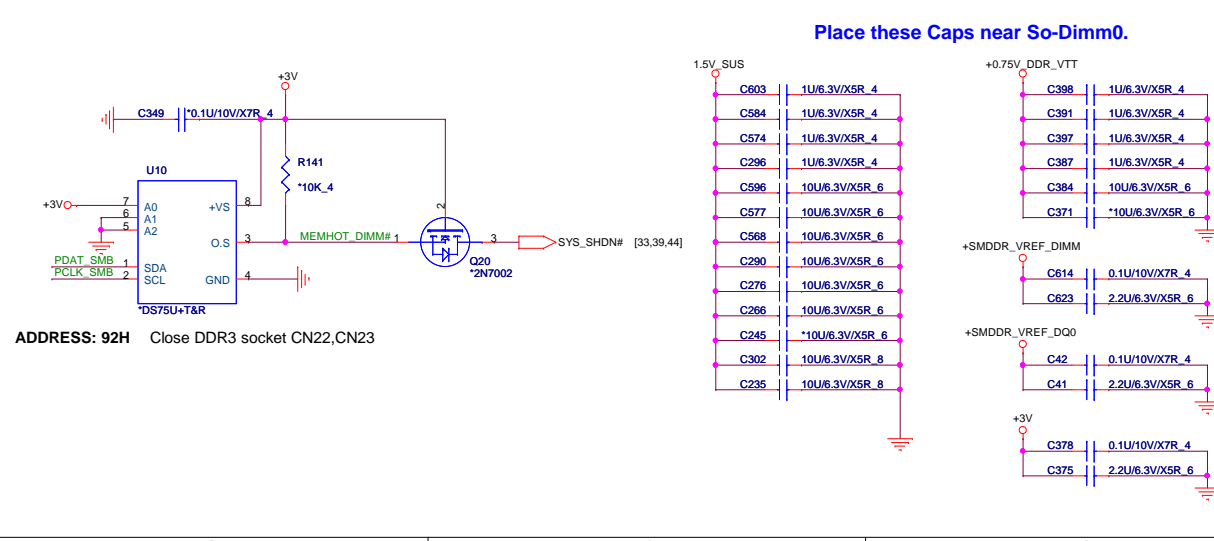 Place these Caps near So-Dimm0.
+3V
C349 *0.1U/10V/X7R_4
R141
*10K_4
U10
+3V 7 A0 +VS 8
6 A1
5 A2
O.S 3 MEMHOT_DIMM# 1 2 3 SYS_SHDN# [33,39,44]
Q20
*2N7002
PDAT_SMB 1 SDA
PCLK_SMB 2 SCL GND 4
*DS75U+T&R
ADDRESS: 92H Close DDR3 socket CN22,CN23
1.5V_SUS
C603 1U/6.3V/X5R_4
C584 1U/6.3V/X5R_4
C574 1U/6.3V/X5R_4
C296 1U/6.3V/X5R_4
C596 10U/6.3V/X5R_6
C577 10U/6.3V/X5R_6
C568 10U/6.3V/X5R_6
C290 10U/6.3V/X5R_6
C276 10U/6.3V/X5R_6
C266 10U/6.3V/X5R_6
C245 *10U/6.3V/X5R_6
C302 10U/6.3V/X5R_8
C235 10U/6.3V/X5R_8
+0.75V_DDR_VTT
C398 1U/6.3V/X5R_4
C391 1U/6.3V/X5R_4
C397 1U/6.3V/X5R_4
C387 1U/6.3V/X5R_4
C384 10U/6.3V/X5R_6
C371 *10U/6.3V/X5R_6
+SMDDR_VREF_DIMM
C614 0.1U/10V/X7R_4
C623 2.2U/6.3V/X5R_6
+SMDDR_VREF_DQ0
C42 0.1U/10V/X7R_4
C41 2.2U/6.3V/X5R_6
+3V
C378 0.1U/10V/X7R_4
C375 2.2U/6.3V/X5R_6